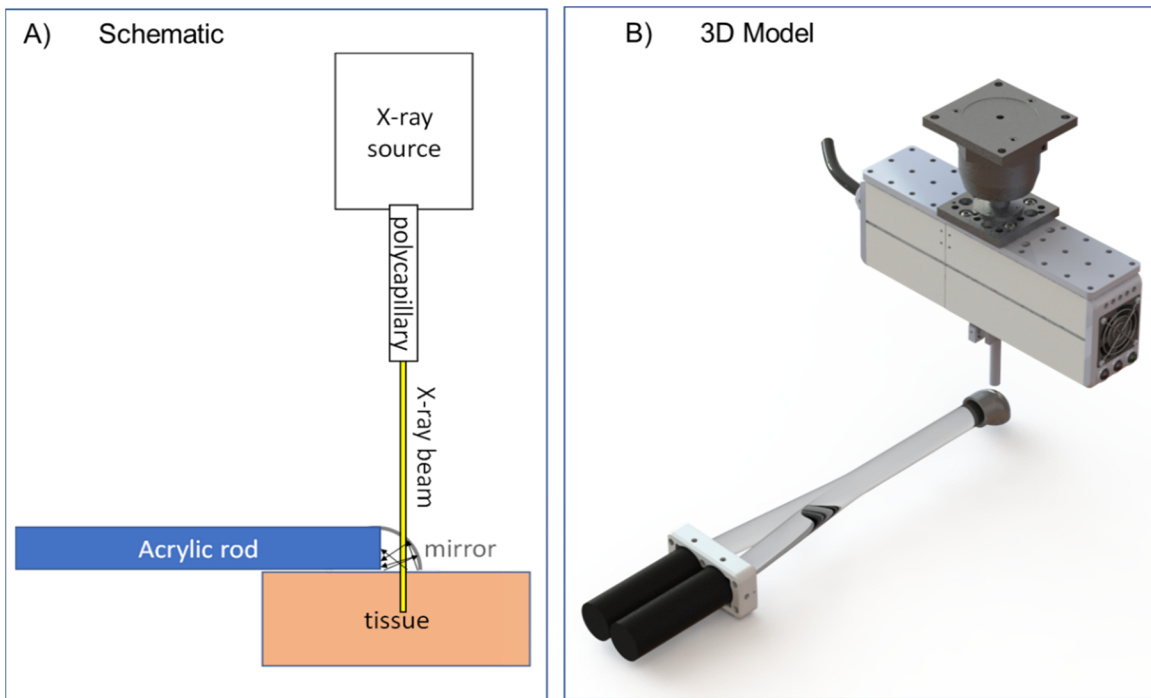 A) Schematic
B) 3D Model
X-ray
source
polycapillary
X-ray beam
Acrylic rod
mirror
tissue